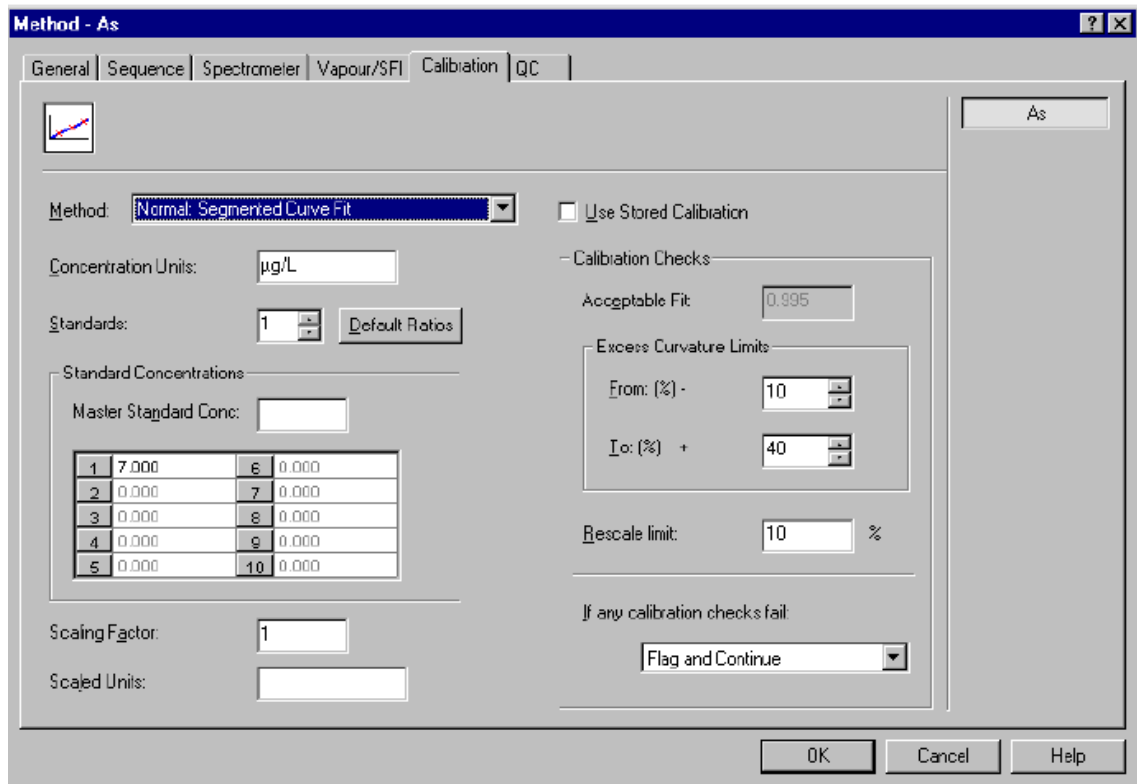 Method - As
General Sequence Spectrometer Vapour/SFI Calibration QC
As
Method: Normal: Segmented Curve Fit
Use Stored Calibration
Concentration Units: µg/L
Calibration Checks
Acceptable Fit: 0.995
Standards: 1 Default Ratios
Excess Curvature Limits
Standard Concentrations
From: (%) - 10
Master Standard Conc:
To: (%) + 40
1 7.000 6 0.000
2 0.000 7 0.000
3 0.000 8 0.000
4 0.000 9 0.000
5 0.000 10 0.000
Rescale limit: 10 %
If any calibration checks fail:
Scaling Factor: 1
Flag and Continue
Scaled Units:
OK Cancel Help